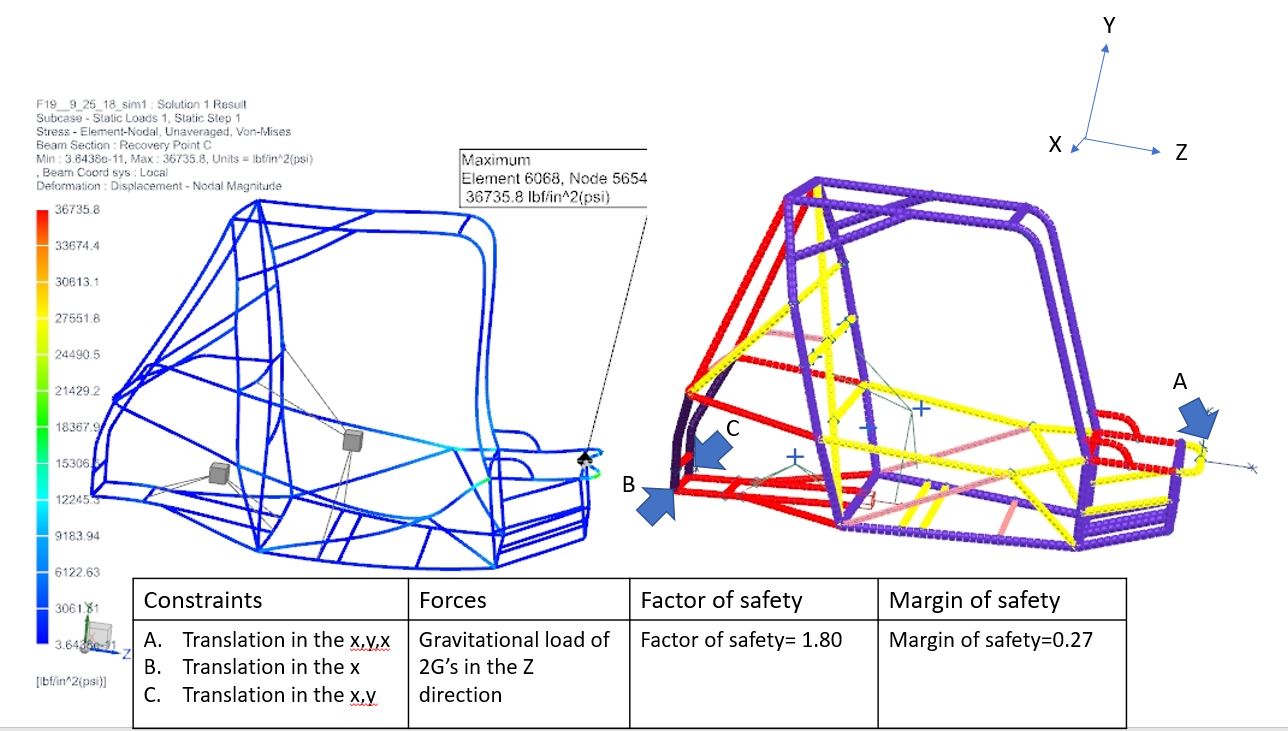 Y
X
Z
F19__9_25_18_sim1 : Solution 1 Result
Subcase - Static Loads 1, Static Step 1
Stress - Element-Nodal, Unaveraged, Von-Mises
Beam Section : Recovery Point C
Min : 3.6438e-11, Max : 36735.8, Units = lbf/in^2(psi)
, Beam Coord sys : Local
Deformation : Displacement - Nodal Magnitude
Maximum
Element 6068, Node 5654
36735.8 lbf/in^2(psi)
36735.8
33674.4
30613.1
27551.8
24490.5
21429.2
18367.9
15306.
12245.
9183.94
6122.63
3061.31
3.6438e-11
Z
[lbf/in^2(psi)]
A
C
B
Constraints
Forces
Factor of safety
Margin of safety
A. Translation in the x,y,x
B. Translation in the x
C. Translation in the x,y
Gravitational load of
2G's in the Z
direction
Factor of safety= 1.80
Margin of safety=0.27